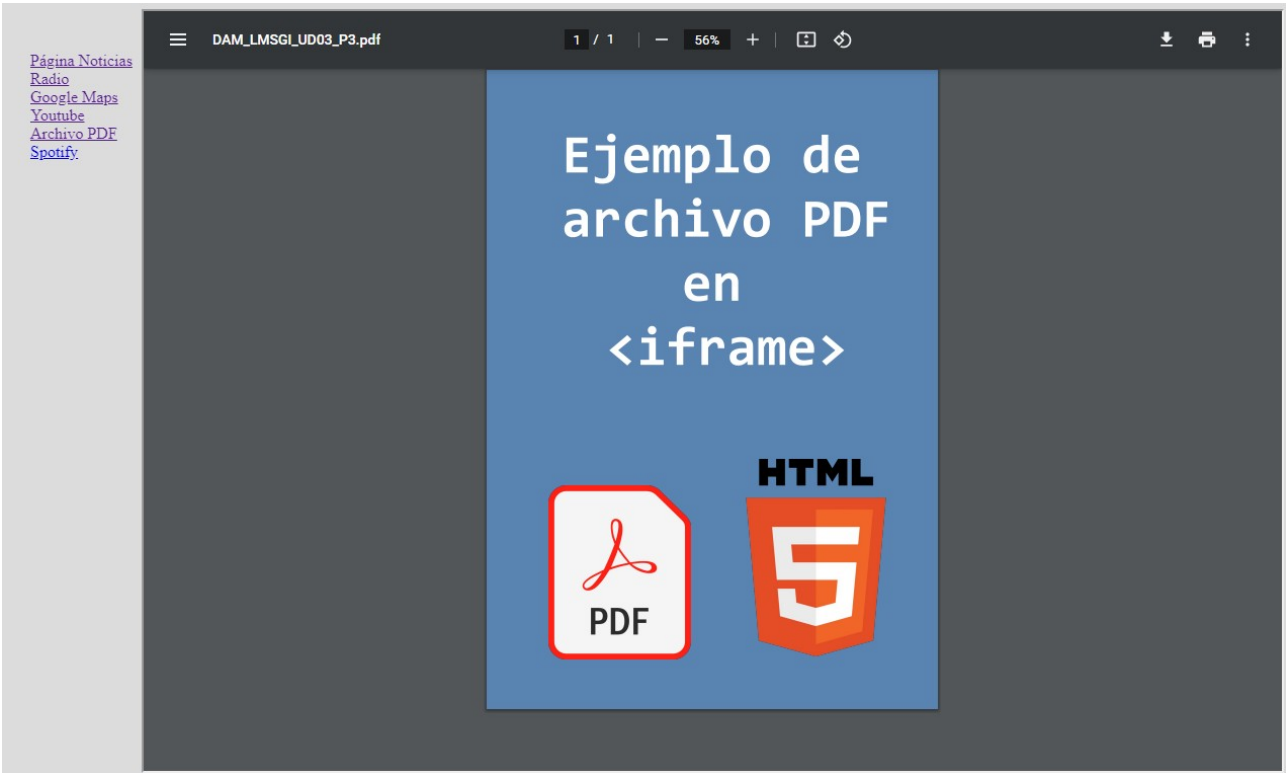 Página Noticias
Radio
Google Maps
Youtube
Archivo PDF
Spotify
DAM_LMSGI_UD03_P3.pdf
1 / 1
56%
Ejemplo de
archivo PDF
en
<iframe>
HTML
5
PDF